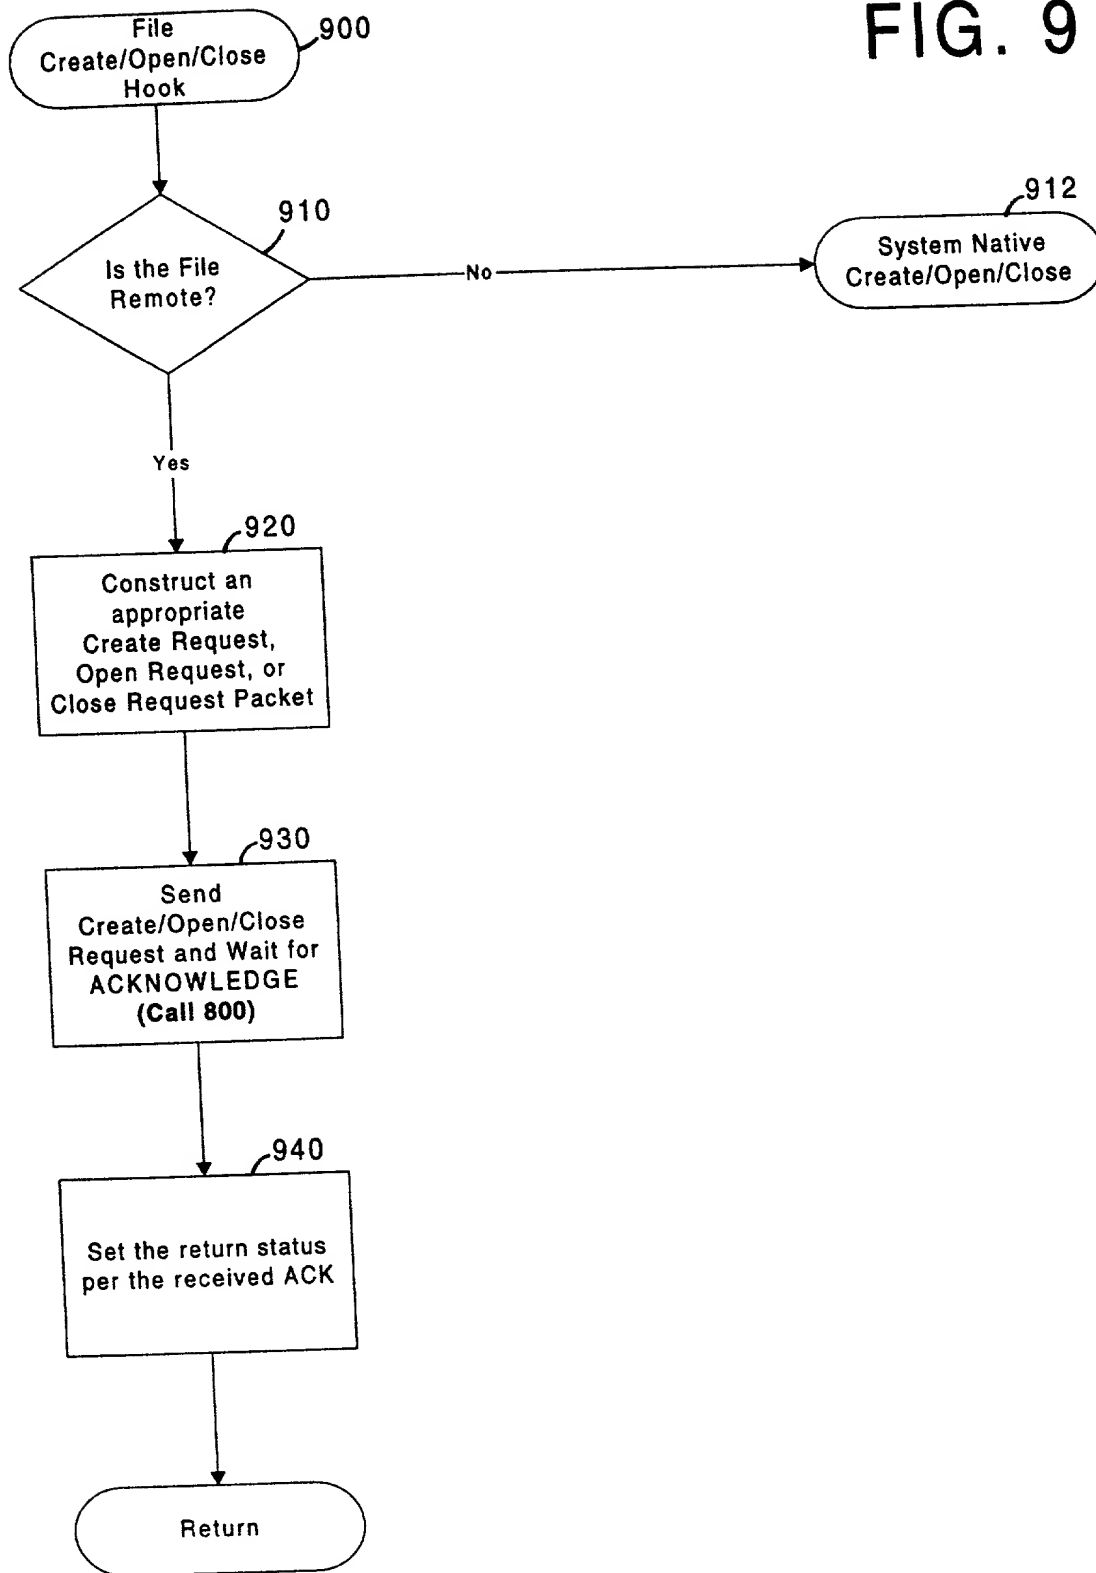 FIG. 9
File
Create/Open/Close
Hook
900
910
Is the File
Remote?
No
912
System Native
Create/Open/Close
Yes
920
Construct an
appropriate
Create Request,
Open Request, or
Close Request Packet
930
Send
Create/Open/Close
Request and Wait for
ACKNOWLEDGE
(Call 800)
940
Set the return status
per the received ACK
Return